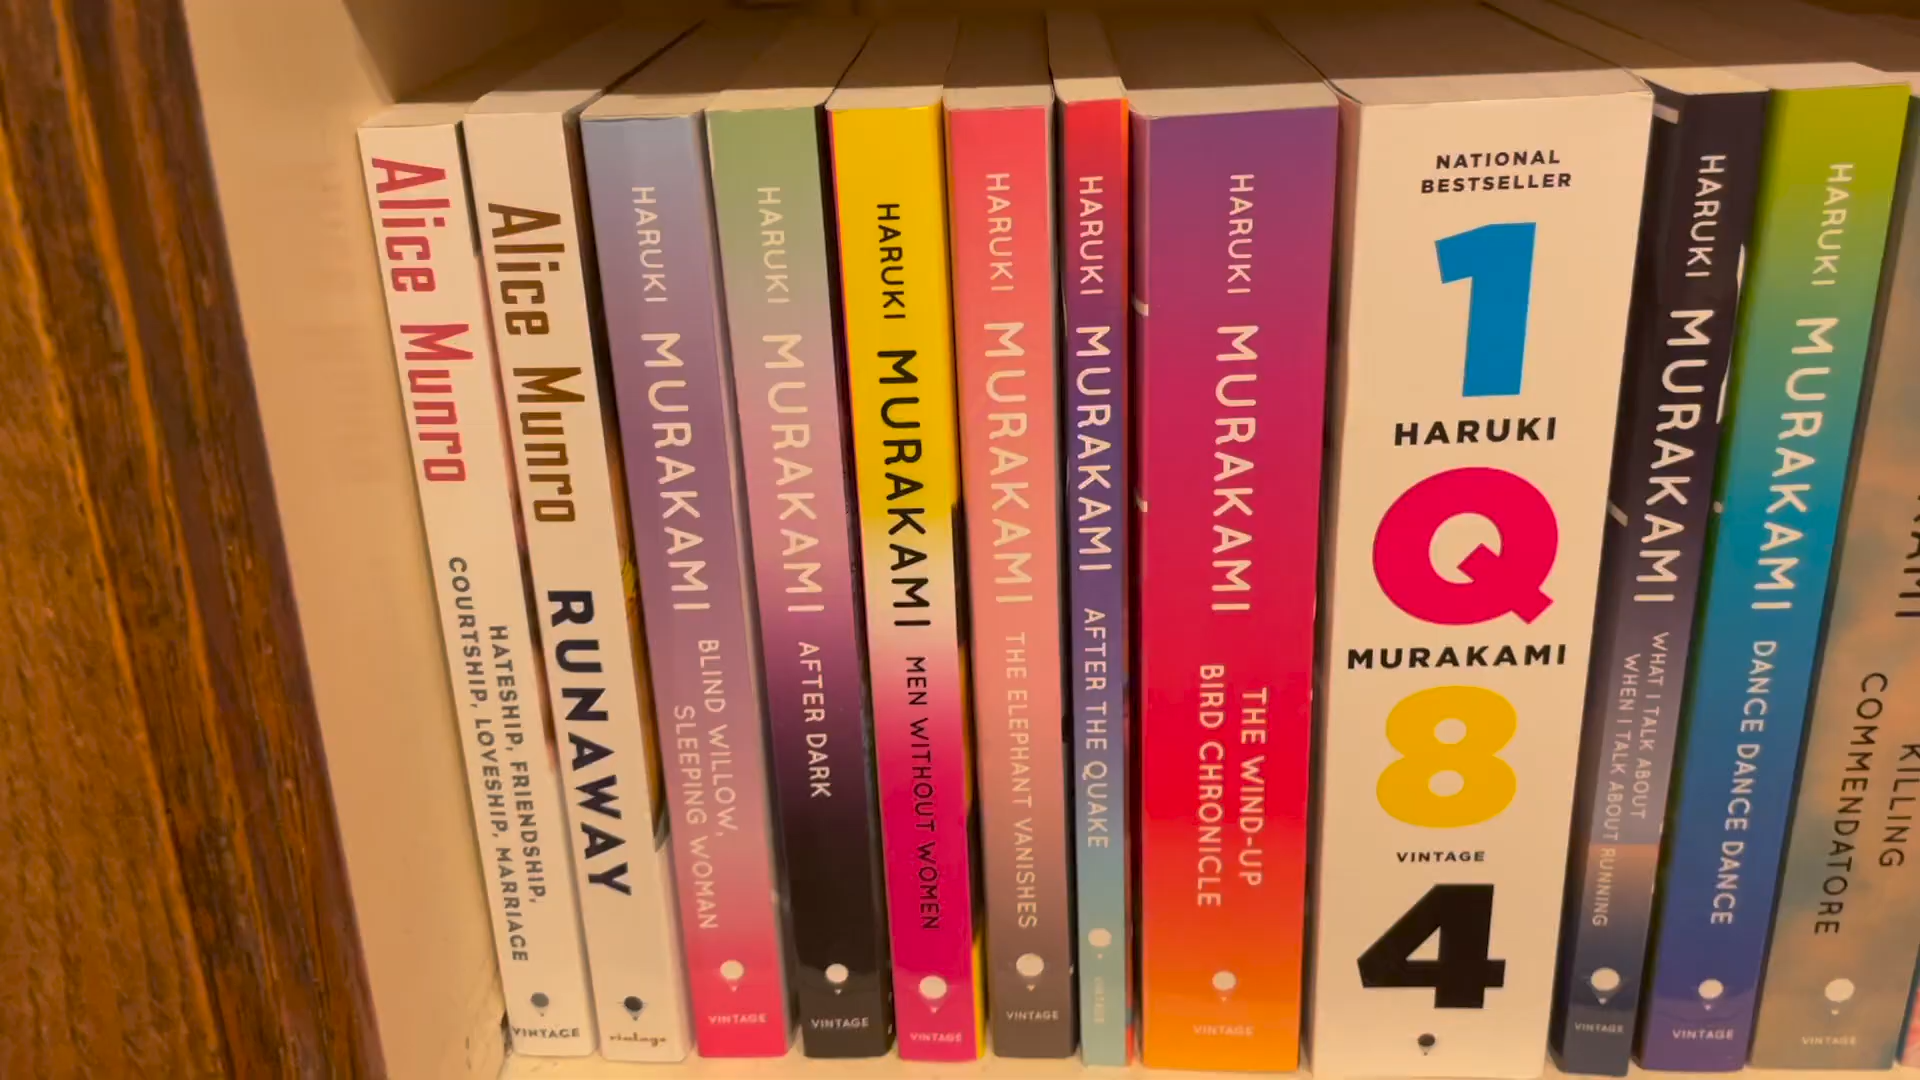 Alice Munro
HATESHIP, FRIENDSHIP,
COURTSHIP, LOVESHIP, MARRIAGE
VINTAGE
Alice Munro
RUNAWAY
vintage
HARUKI MURAKAMI
BLIND WILLOW,
SLEEPING WOMAN
VINTAGE
HARUKI MURAKAMI
AFTER DARK
VINTAGE
HARUKI MURAKAMI
MEN WITHOUT WOMEN
VINTAGE
HARUKI MURAKAMI
THE ELEPHANT VANISHES
VINTAGE
HARUKI MURAKAMI
AFTER THE QUAKE
VINTAGE
HARUKI MURAKAMI
THE WIND-UP
BIRD CHRONICLE
VINTAGE
NATIONAL
BESTSELLER
1
HARUKI
Q
MURAKAMI
8
VINTAGE
4
HARUKI MURAKAMI
WHAT I TALK ABOUT
WHEN I TALK ABOUT RUNNING
VINTAGE
HARUKI MURAKAMI
DANCE DANCE DANCE
VINTAGE
KILLING
COMMENDATORE
VINTAGE